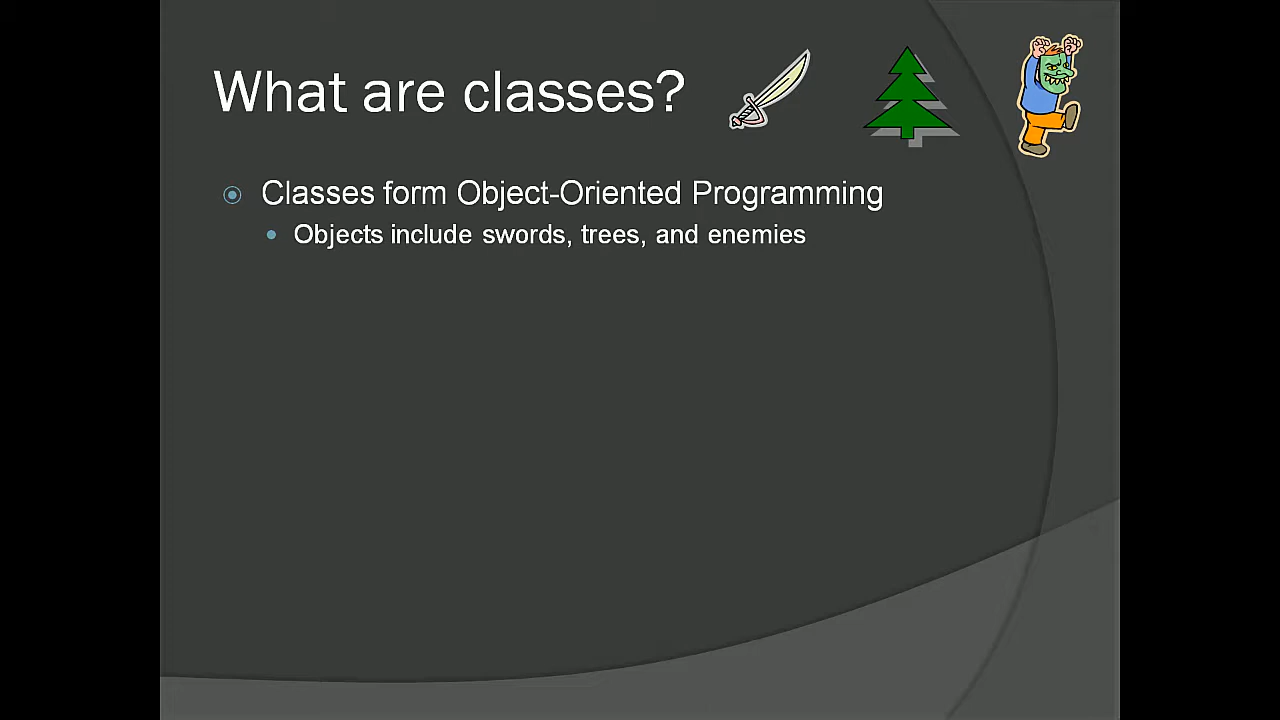 What are classes?
Classes form Object-Oriented Programming
Objects include swords, trees, and enemies